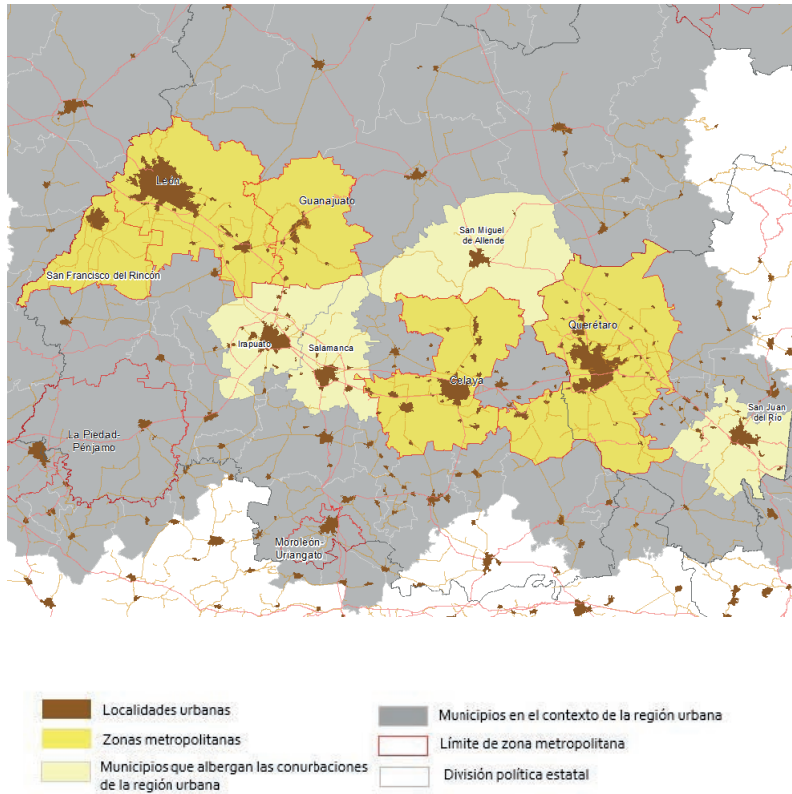 León
Guanajuato
San Miguel
de Allende
San Francisco del Rincón
Querétaro
Irapuato
Salamanca
Celaya
San Juan
del Río
La Piedad-
Pénjamo
Moroleón-
Uriangato
Localidades urbanas
Zonas metropolitanas
Municipios que albergan las conurbaciones
de la región urbana
Municipios en el contexto de la región urbana
Límite de zona metropolitana
División política estatal